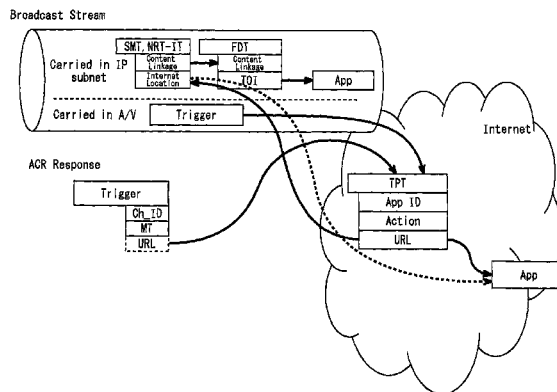 Broadcast Stream
SMT, NRT-IT
FDT
Carried in IP
subnet
Content
Linkage
Content
Linkage
Internet
Location
TOI
App
Carried in A/V
Trigger
Internet
ACR Response
Trigger
Ch_ID
MT
URL
TPT
App ID
Action
URL
App